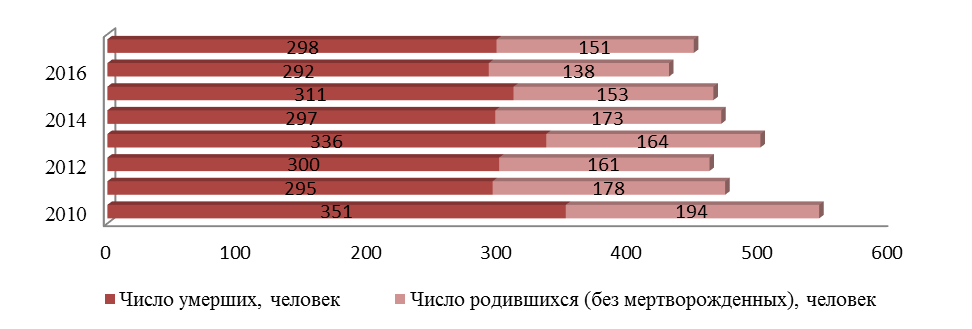 298 151
2016 292 138
311 153
2014 297 173
336 164
2012 300 161
295 178
2010 351 194
0 100 200 300 400 500 600
Число умерших, человек Число родившихся (без мертворожденных), человек